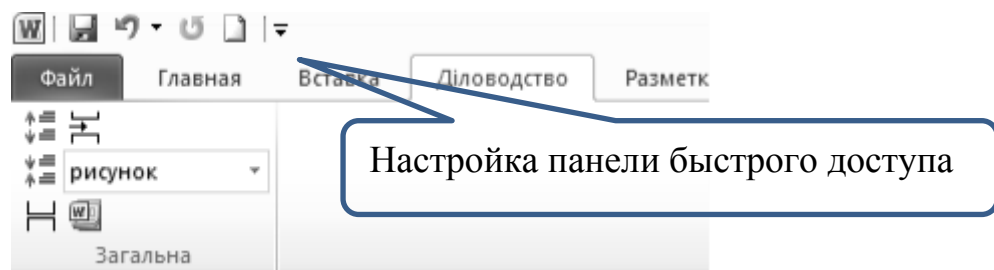 W
Файл Главная Вставка Діловодство Разметк
Настройка панели быстрого доступа
рисунок
W
Загальна